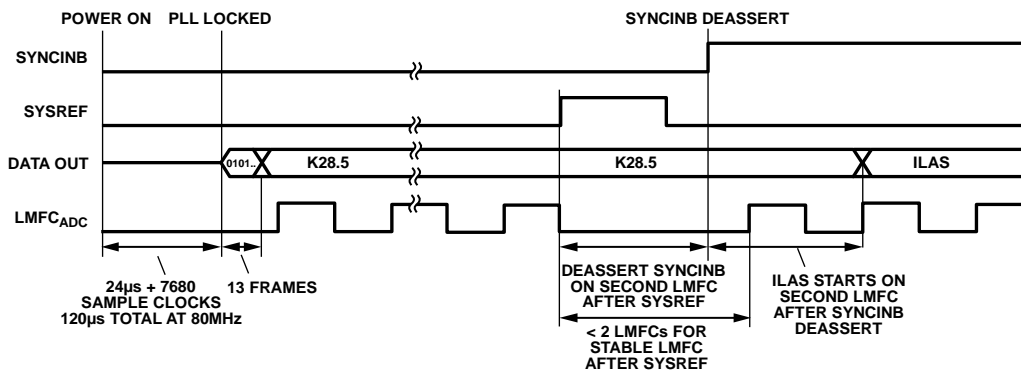 POWER ON PLL LOCKED SYNCINB DEASSERT
SYNCINB
SYSREF
DATA OUT 0101.. K28.5 K28.5 ILAS
LMFCADC
24µs + 7680
SAMPLE CLOCKS
120µs TOTAL AT 80MHz
13 FRAMES
DEASSERT SYNCINB
ON SECOND LMFC
AFTER SYSREF
< 2 LMFCs FOR
STABLE LMFC
AFTER SYSREF
ILAS STARTS ON
SECOND LMFC
AFTER SYNCINB
DEASSERT